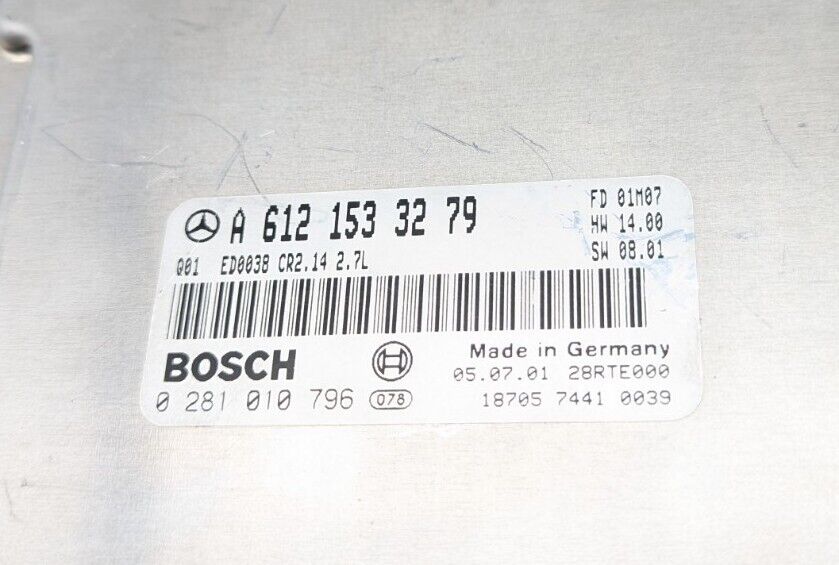 A 612 153 32 79
FD 01M07
HW 14.00
SW 08.01
Q01 ED0038 CR2.14 2.7L
BOSCH
Made in Germany
05.07.01 28RTE000
0 281 010 796 078
18705 7441 0039